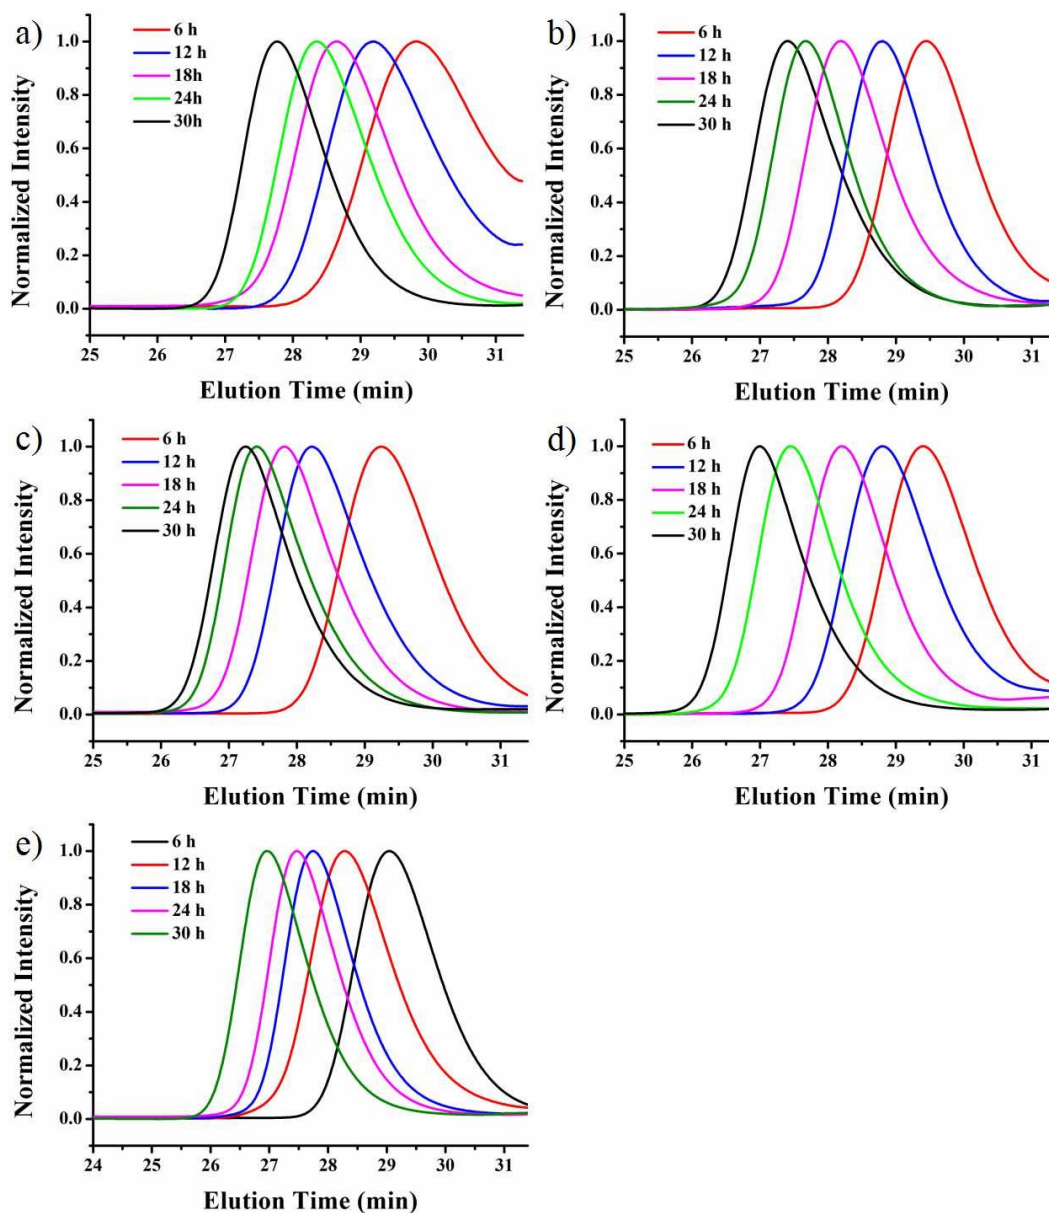 a)
6 h
12 h
18h
24h
30h
Normalized Intensity
1.0
0.8
0.6
0.4
0.2
0.0
25 26 27 28 29 30 31
Elution Time (min)
b)
6 h
12 h
18 h
24 h
30 h
Normalized Intensity
1.0
0.8
0.6
0.4
0.2
0.0
25 26 27 28 29 30 31
Elution Time (min)
c)
6 h
12 h
18 h
24 h
30 h
Normalized Intensity
1.0
0.8
0.6
0.4
0.2
0.0
25 26 27 28 29 30 31
Elution Time (min)
d)
6 h
12 h
18 h
24 h
30 h
Normalized Intensity
1.0
0.8
0.6
0.4
0.2
0.0
25 26 27 28 29 30 31
Elution Time (min)
e)
6 h
12 h
18 h
24 h
30 h
Normalized Intensity
1.0
0.8
0.6
0.4
0.2
0.0
24 25 26 27 28 29 30 31
Elution Time (min)